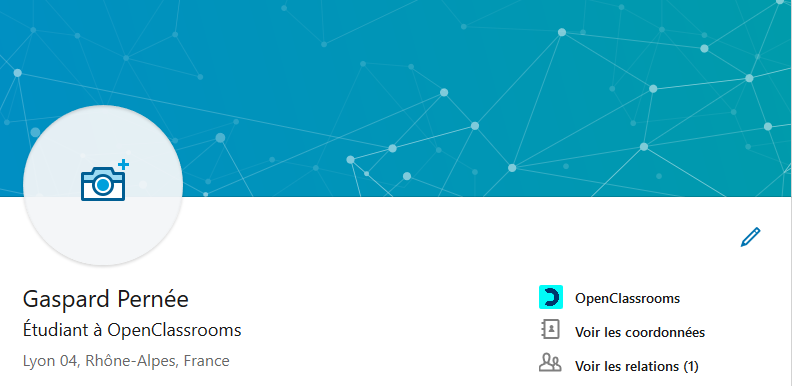 Gaspard Pernée
Étudiant à OpenClassrooms
Lyon 04, Rhône-Alpes, France
OpenClassrooms
Voir les coordonnées
Voir les relations (1)